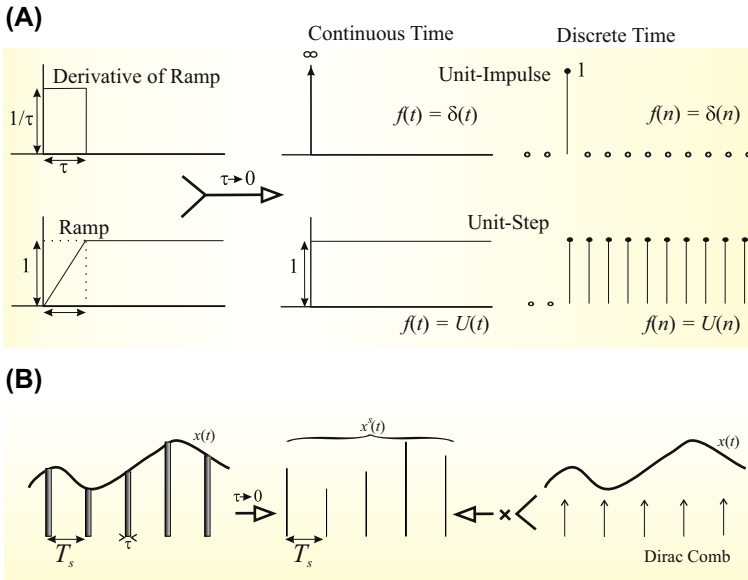 (A)
Continuous Time
Discrete Time
Derivative of Ramp
1/τ
τ
∞
f(t) = δ(t)
Unit-Impulse
1
f(n) = δ(n)
τ→0
Ramp
1
1
f(t) = U(t)
Unit-Step
f(n) = U(n)
(B)
x(t)
τ
T_s
τ→0
x^s(t)
T_s
×
x(t)
Dirac Comb